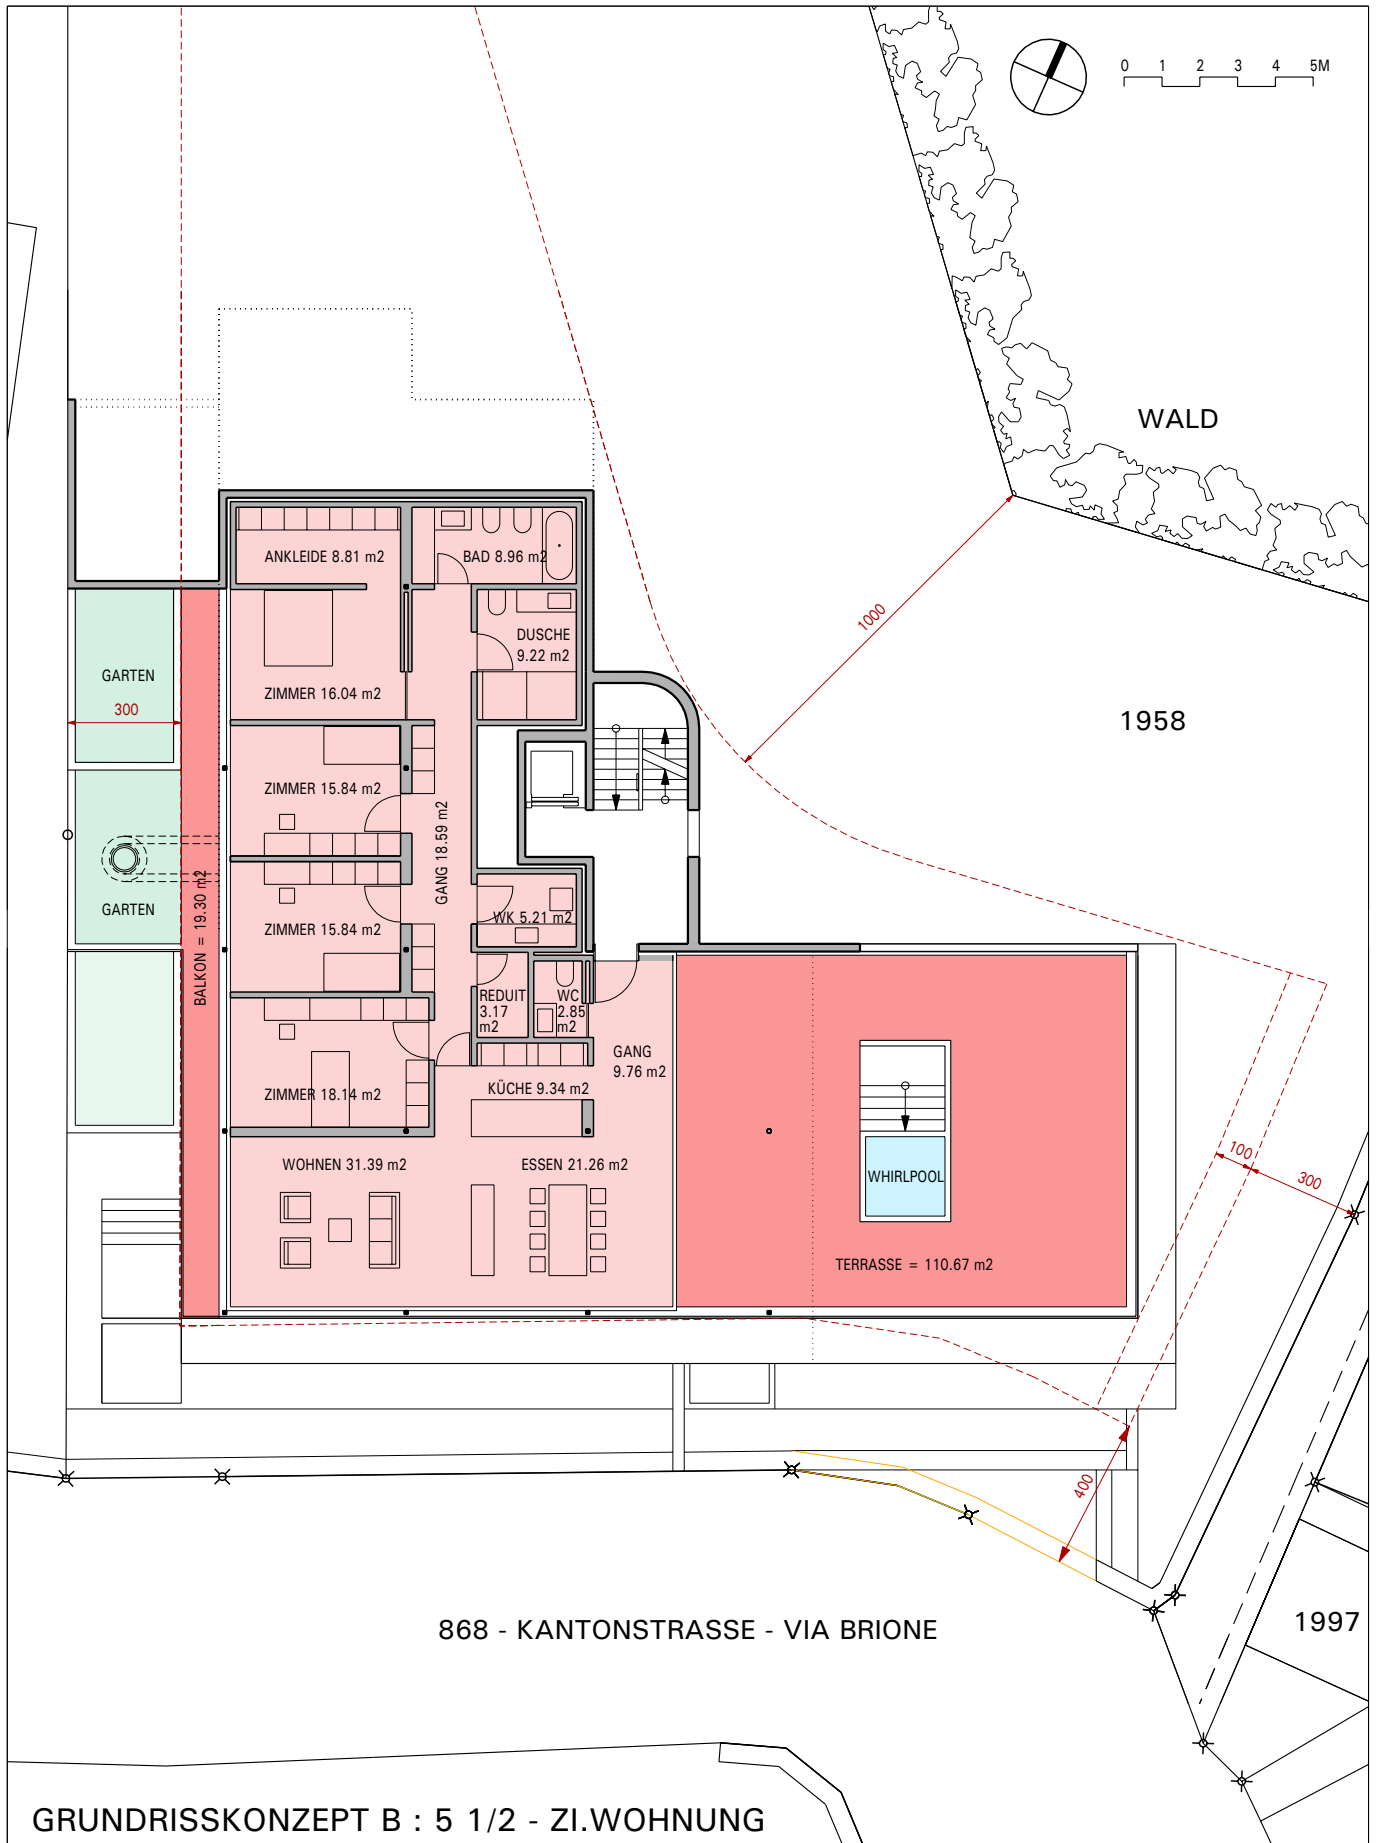 0 1 2 3 4 5M
WALD
ANKLEIDE 8.81 m2
BAD 8.96 m2
1000
DUSCHE
9.22 m2
GARTEN
ZIMMER 16.04 m2
300
1958
ZIMMER 15.84 m2
GANG 18.59 m2
GARTEN
BALKON = 19.30 m2
WK 5.21 m2
ZIMMER 15.84 m2
REDUIT
3.17
m2
WC
2.85
m2
GANG
9.76 m2
ZIMMER 18.14 m2
KÜCHE 9.34 m2
WOHNEN 31.39 m2
ESSEN 21.26 m2
WHIRLPOOL
100
300
TERRASSE = 110.67 m2
400
868 - KANTONSTRASSE - VIA BRIONE
1997
GRUNDRISSKONZEPT B : 5 1/2 - ZI.WOHNUNG